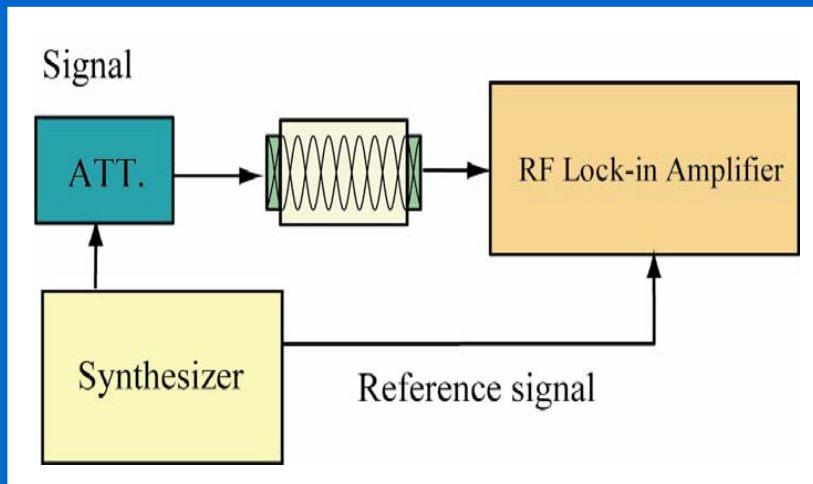 Signal
ATT.
RF Lock-in Amplifier
Synthesizer
Reference signal